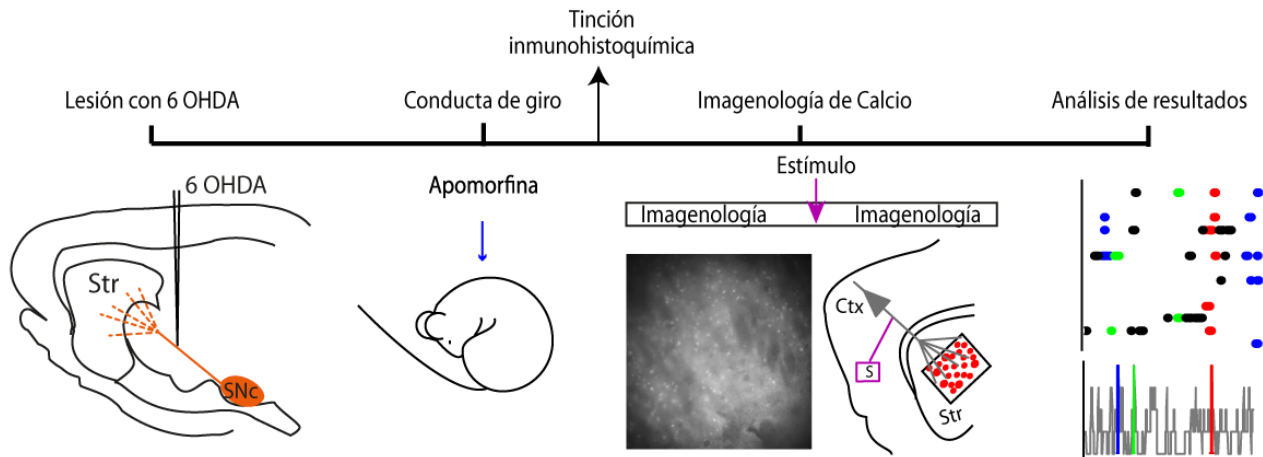 Tinción
inmunohistoquímica
Lesión con 6 OHDA
Conducta de giro
Imagenología de Calcio
Análisis de resultados
6 OHDA
Str
SNc
Apomorfina
Estímulo
Imagenología
Imagenología
Ctx
S
Str